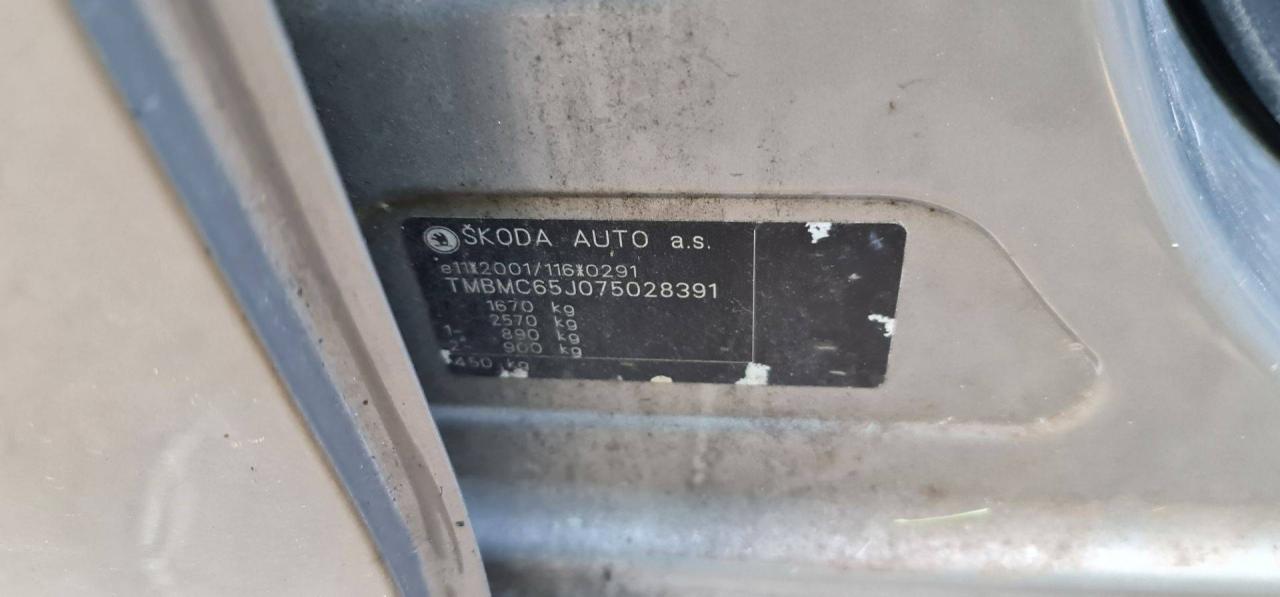 ŠKODA AUTO a.s.
e11*2001/116*0291
TMBMC65J075028391
1670 kg
2570 kg
1- 890 kg
2- 900 kg
450 kg